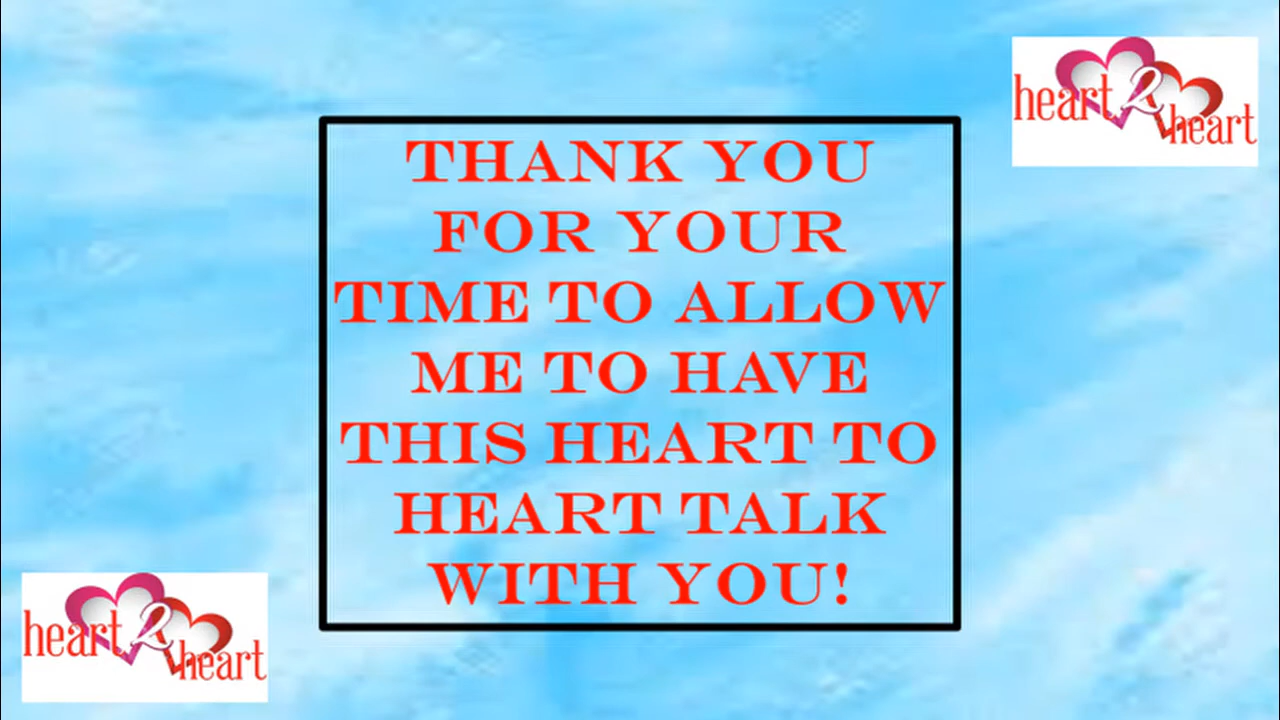 heart 2 heart
THANK YOU
FOR YOUR
TIME TO ALLOW
ME TO HAVE
THIS HEART TO
HEART TALK
WITH YOU!
heart 2 heart